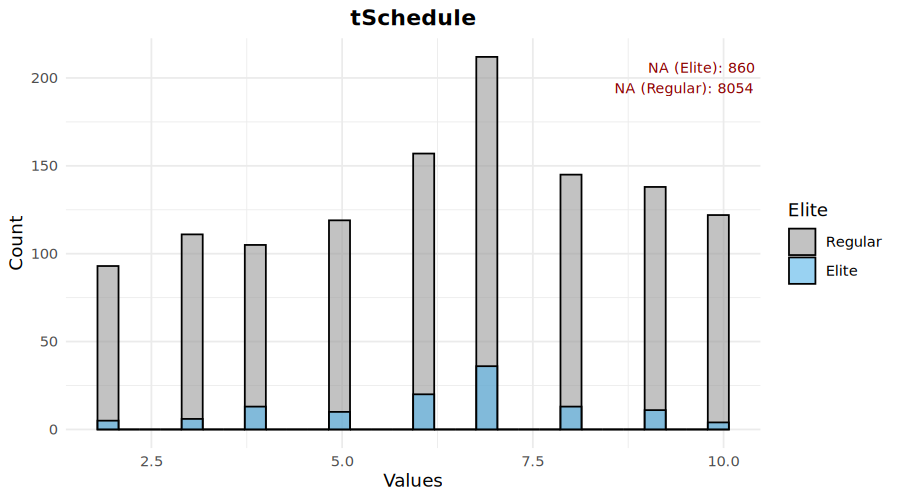 tSchedule
NA (Elite): 860
NA (Regular): 8054
200
150
100
50
0
Count
2.5 5.0 7.5 10.0
Values
Elite
Regular
Elite